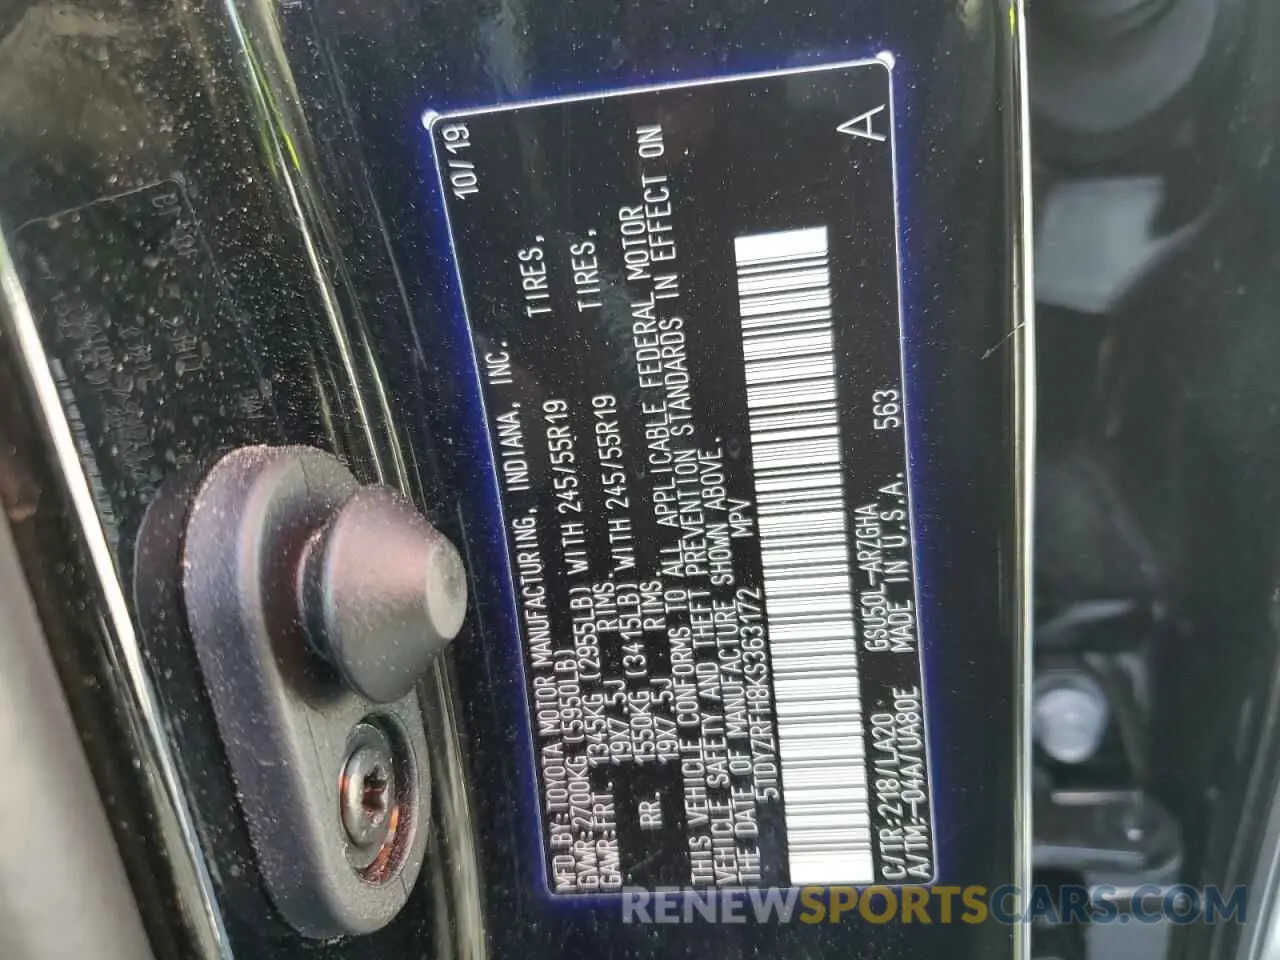 10/19
MFD.BY:TOYOTA MOTOR MANUFACTURING, INDIANA, INC.
GVWR:2700KG (5950LB)
GAWR:FRT. 1345KG (2955LB) WITH 245/55R19 TIRES,
19X7.5J RIMS.
RR. 1550KG (3415LB) WITH 245/55R19 TIRES,
19X7.5J RIMS.
THIS VEHICLE CONFORMS TO ALL APPLICABLE FEDERAL MOTOR
VEHICLE SAFETY AND THEFT PREVENTION STANDARDS IN EFFECT ON
THE DATE OF MANUFACTURE SHOWN ABOVE.
5TDYZRFH8KS363172 MPV
A
C/TR:218/LA20 GSU50L-ARZGHA
A/TM:-04A/UA80E MADE IN U.S.A. 563
RENEWSPORTSCARS.COM